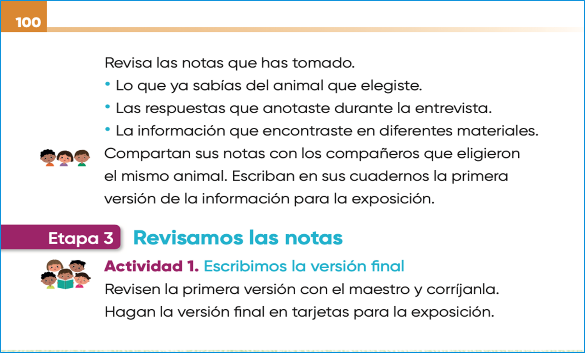 100
Revisa las notas que has tomado.
• Lo que ya sabías del animal que elegiste.
• Las respuestas que anotaste durante la entrevista.
• La información que encontraste en diferentes materiales.
Compartan sus notas con los compañeros que eligieron
el mismo animal. Escriban en sus cuadernos la primera
versión de la información para la exposición.
Etapa 3 Revisamos las notas
Actividad 1. Escribimos la versión final
Revisen la primera versión con el maestro y corríjanla.
Hagan la versión final en tarjetas para la exposición.